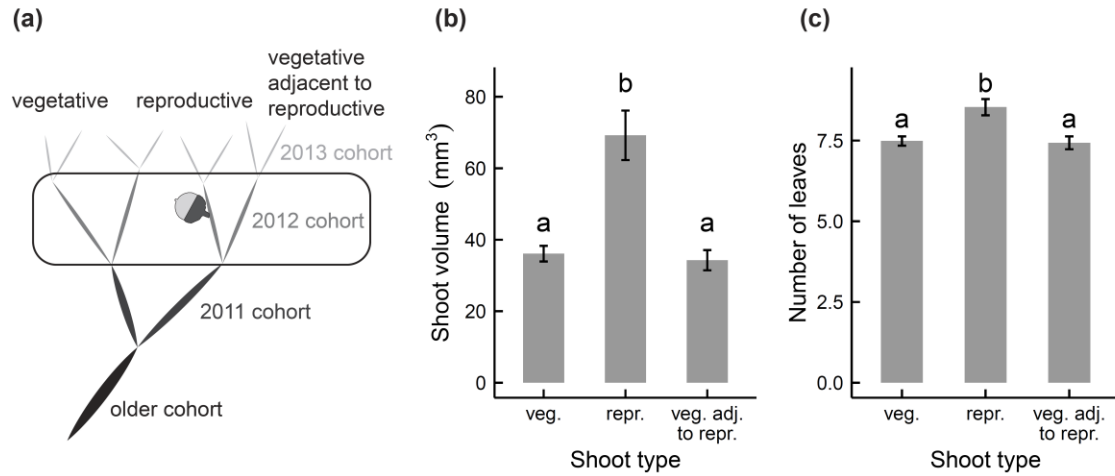 (a)
vegetative
reproductive
vegetative
adjacent to
reproductive
2013 cohort
2012 cohort
2011 cohort
older cohort
(b)
Shoot volume (mm³)
80
60
40
20
0
a
b
a
veg.
repr.
veg. adj.
to repr.
Shoot type
(c)
Number of leaves
7.5
5.0
2.5
0.0
a
b
a
veg.
repr.
veg. adj.
to repr.
Shoot type